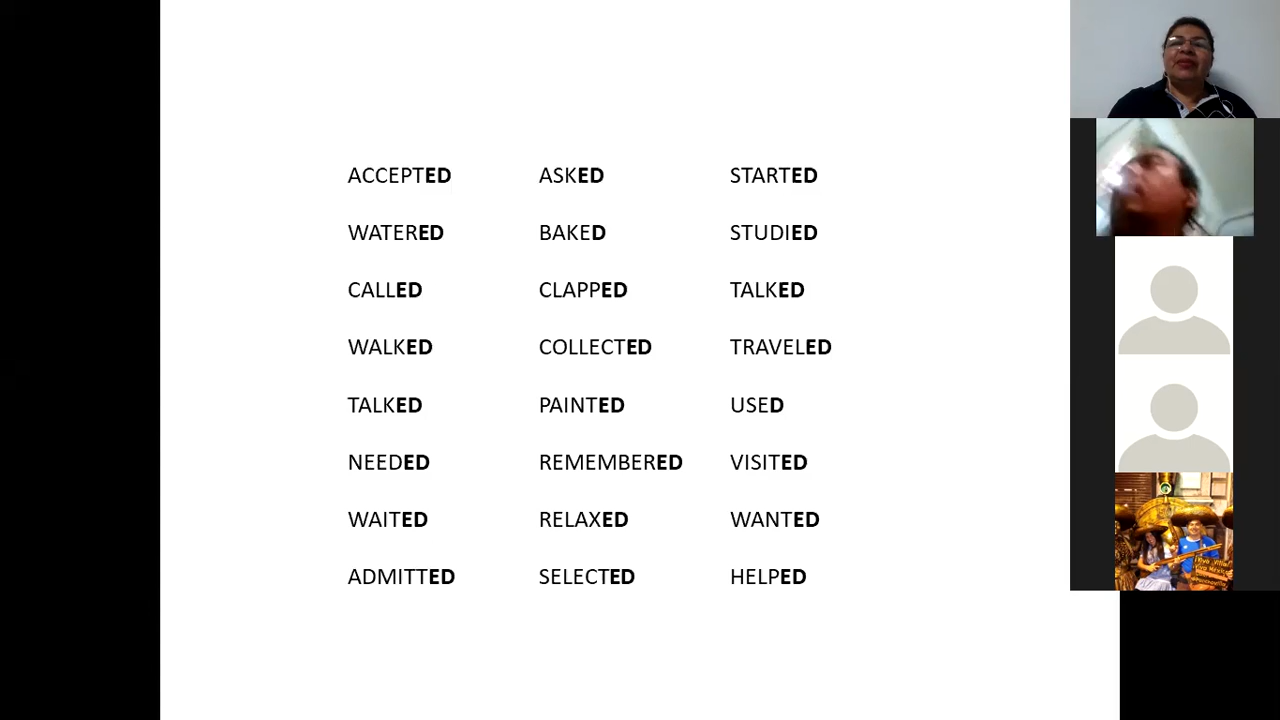 ACCEPTED ASKED STARTED
WATERED BAKED STUDIED
CALLED CLAPPED TALKED
WALKED COLLECTED TRAVELED
TALKED PAINTED USED
NEEDED REMEMBERED VISITED
WAITED RELAXED WANTED
ADMITTED SELECTED HELPED